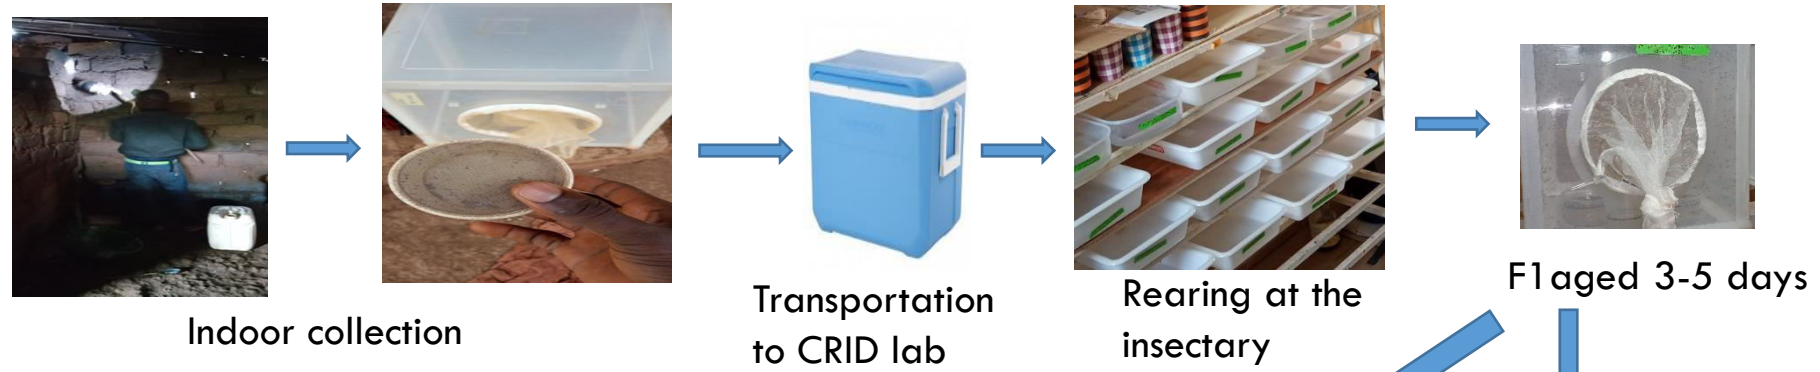 Indoor collection
Transportation
to CRID lab
Rearing at the
insectary
F1aged 3-5 days